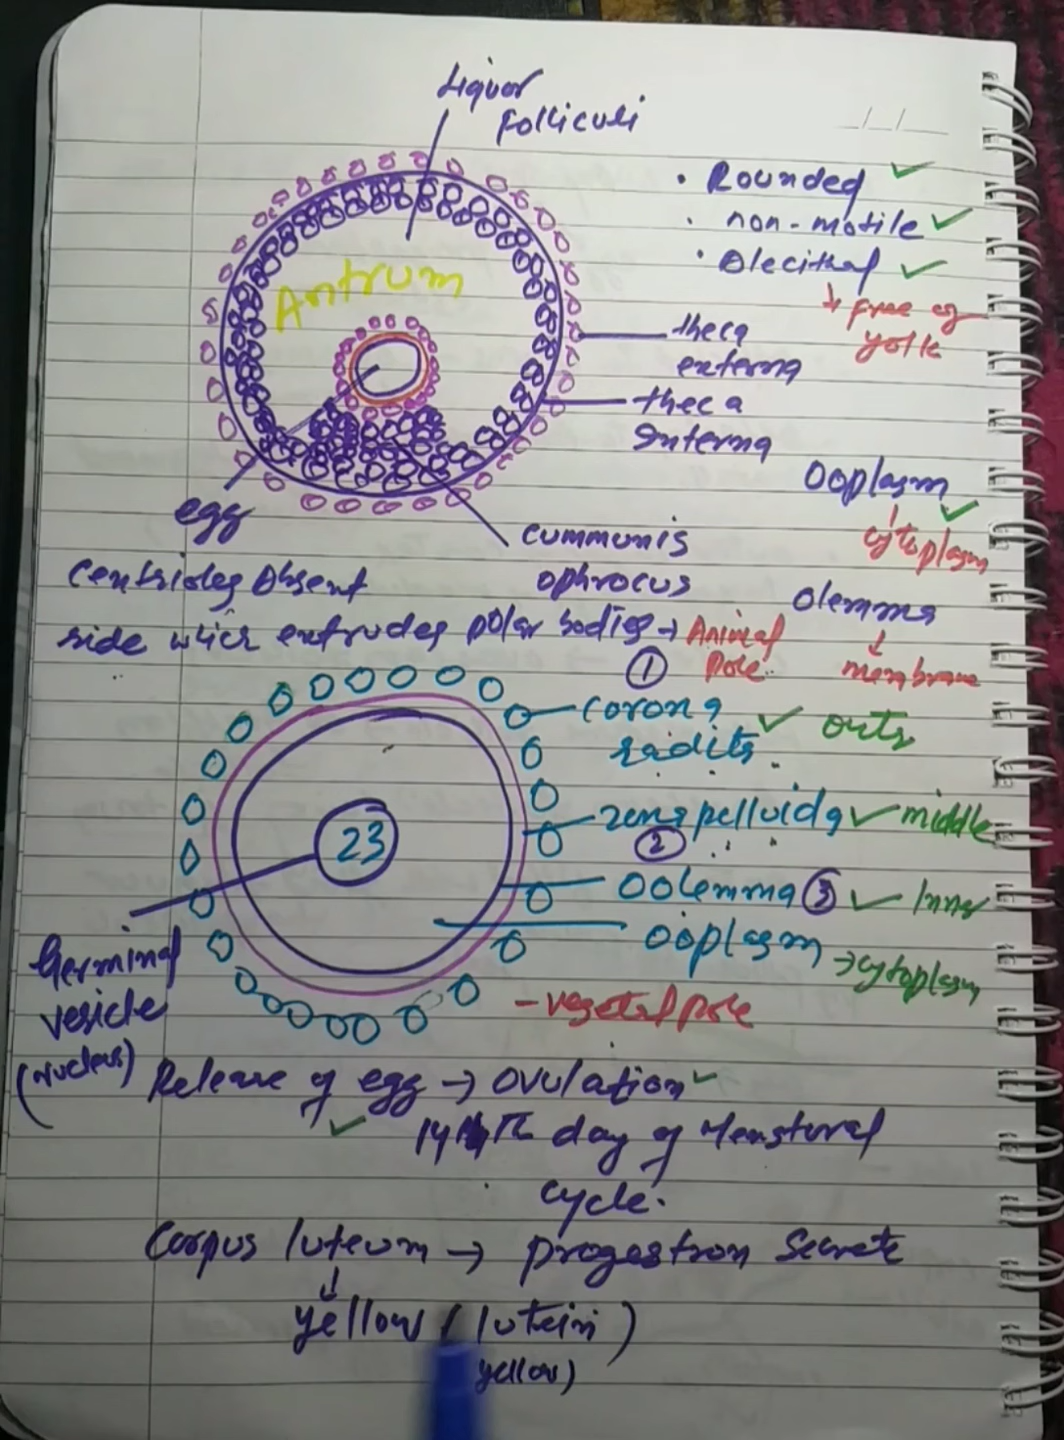 Liquor
Folliculi
• Rounded
• non-motile
• Olecithal
↓ free of
yolk
Antrum
theca
externa
theca
Interna
egg
cummunis
ophrocus
Ooplasm
↓
cytoplasm
Olemma
↓
membrane
Centrioles Absent
side which extrudes polar bodies → Animal
Pole
①
corona
radita
outer
zona pelluida
middle
②
Oolemma ③
Inner
Ooplasm
→ cytoplasm
23
Germinal
vesicle
(nucleus)
- vegetal pole
Release of egg → Ovulation
14th day of Menstural
cycle.
Corpus luteum → Progestron Secrete
↓
yellow (lutein)
yellow)